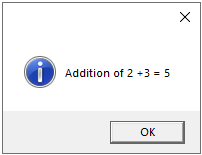 Addition of 2 +3 = 5
OK